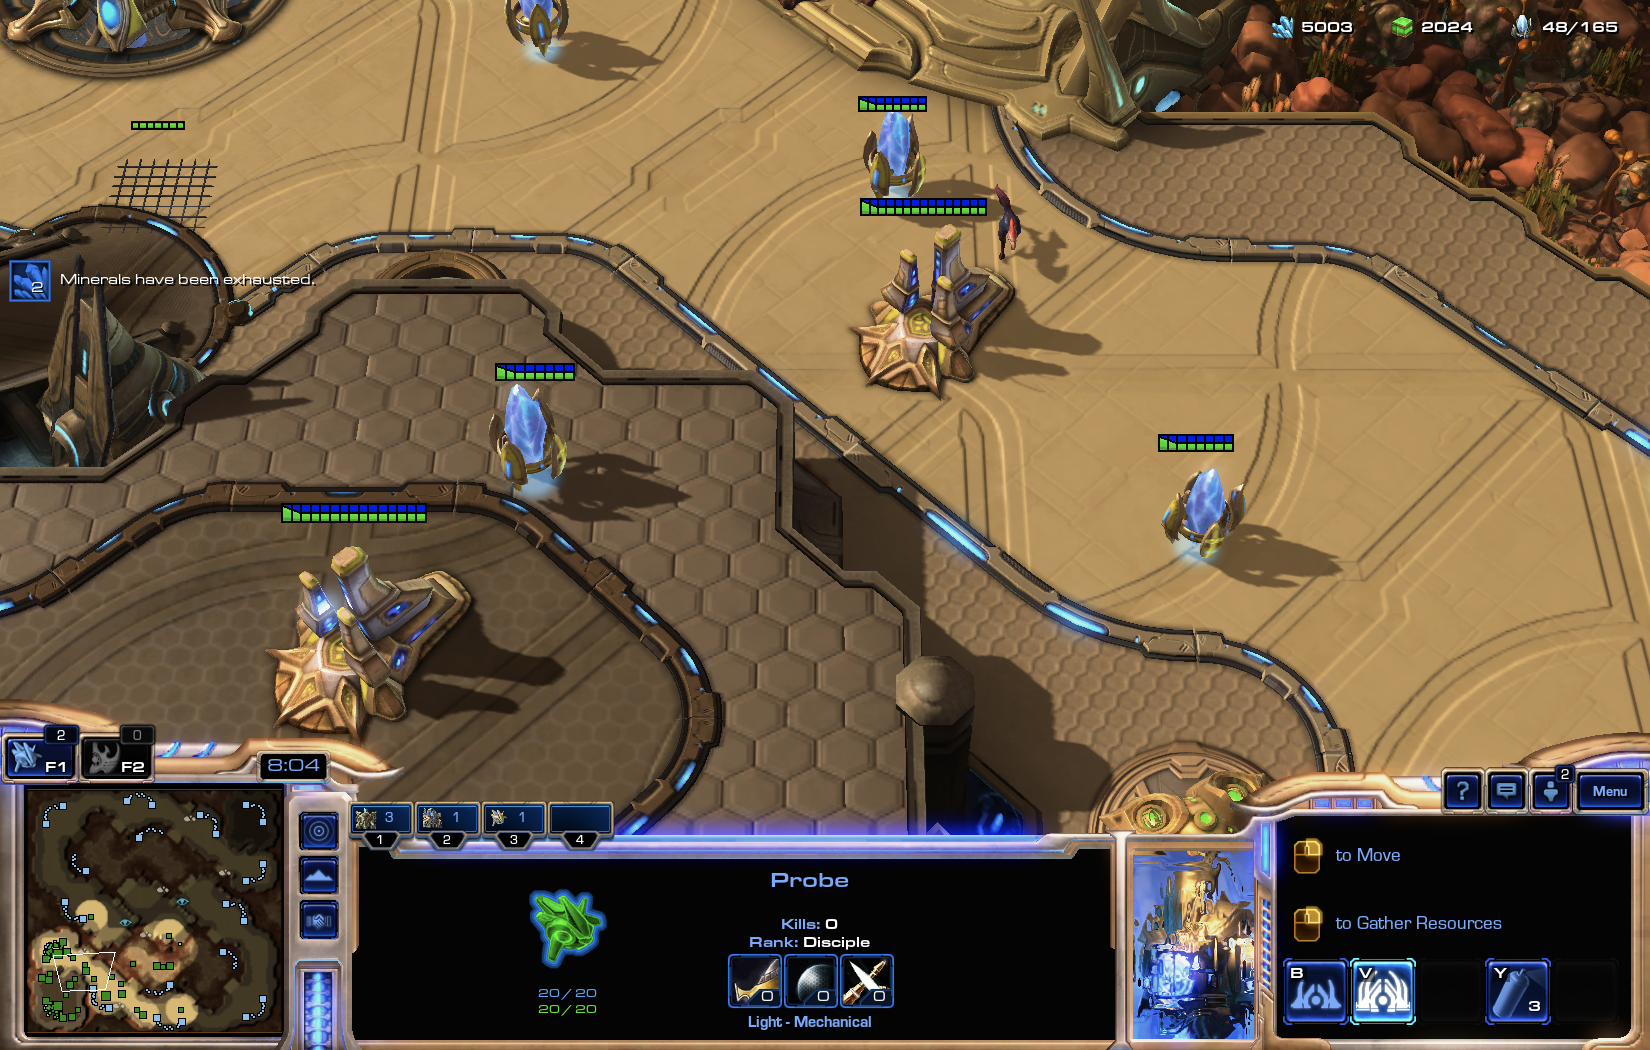 5003 2024 48/165
2 Minerals have been exhausted.
2 0
F1 F2
8:04
2
? Menu
3 1 1
1 2 3 4
Probe
Kills: 0
Rank: Disciple
0 0 0
20/20
20/20
Light - Mechanical
to Move
to Gather Resources
B V Y
3